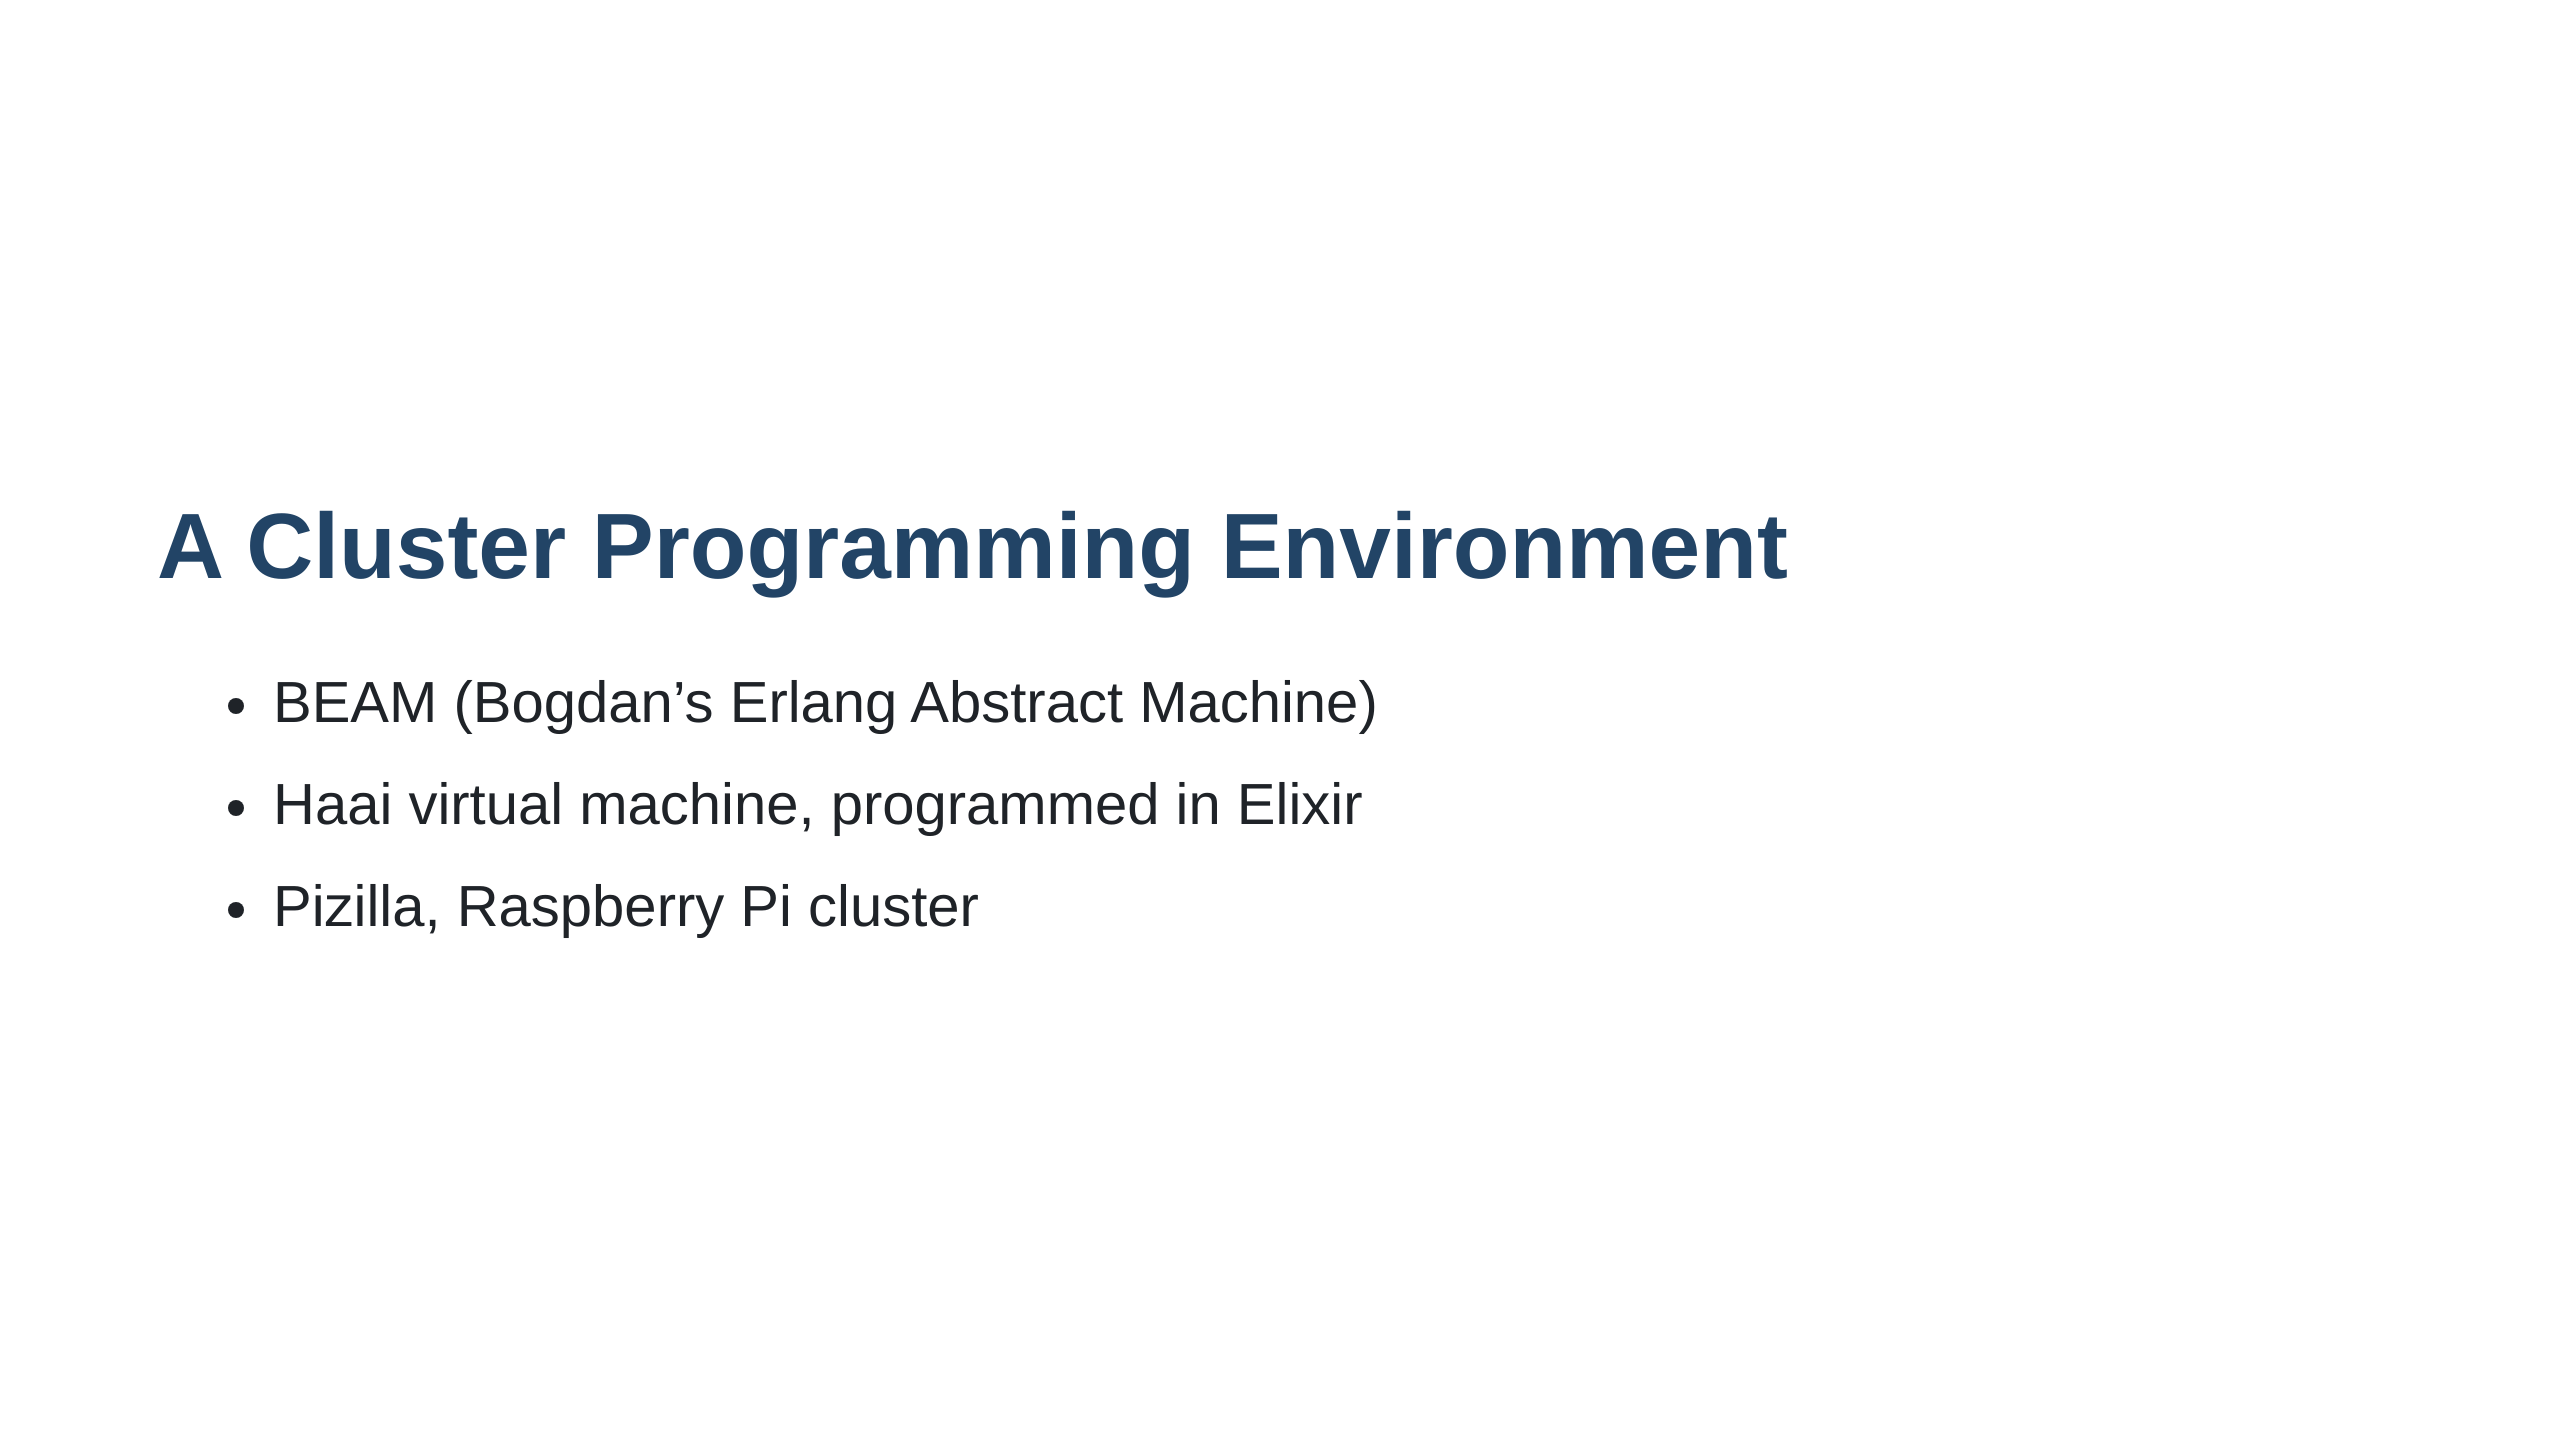 A Cluster Programming Environment
• BEAM (Bogdan’s Erlang Abstract Machine)
• Haai virtual machine, programmed in Elixir
• Pizilla, Raspberry Pi cluster